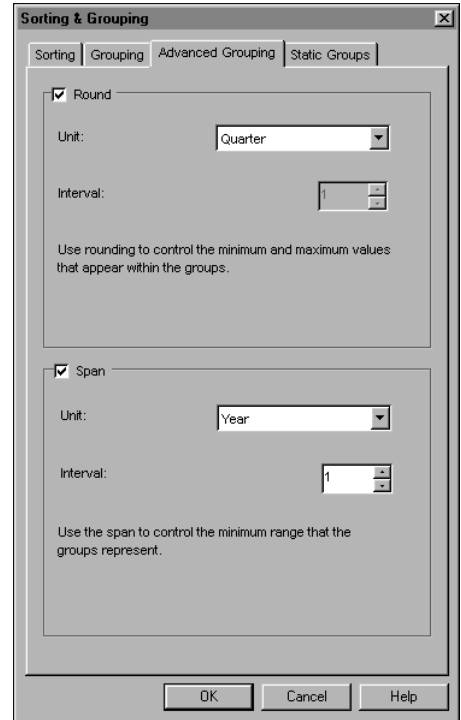 Sorting & Grouping
Sorting Grouping Advanced Grouping Static Groups
Round
Unit: Quarter
Interval: 1
Use rounding to control the minimum and maximum values
that appear within the groups.
Span
Unit: Year
Interval: 1
Use the span to control the minimum range that the
groups represent.
OK Cancel Help